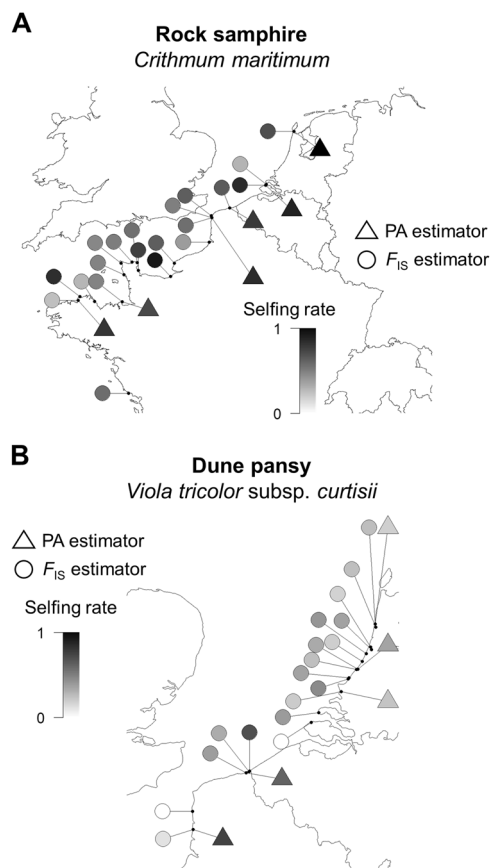 A
Rock samphire
Crithmum maritimum
PA estimator
FIS estimator
Selfing rate
1
0
B
Dune pansy
Viola tricolor subsp. curtisii
PA estimator
FIS estimator
Selfing rate
1
0